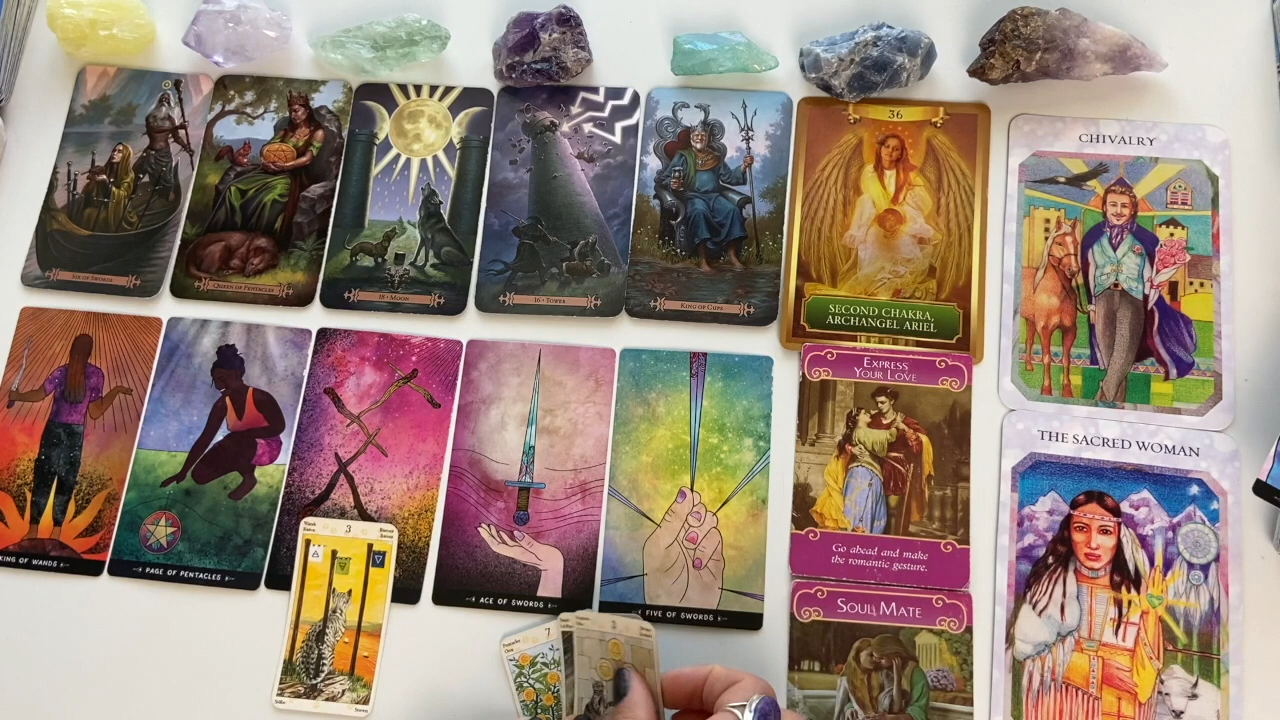 SIX OF SWORDS
QUEEN OF PENTACLES
18 • MOON
16 • TOWER
KING OF CUPS
36
SECOND CHAKRA,
ARCHANGEL ARIEL
CHIVALRY
KING OF WANDS
PAGE OF PENTACLES
ACE OF SWORDS
FIVE OF SWORDS
EXPRESS
YOUR LOVE
Go ahead and make
the romantic gesture.
THE SACRED WOMAN
SOUL MATE
3
7